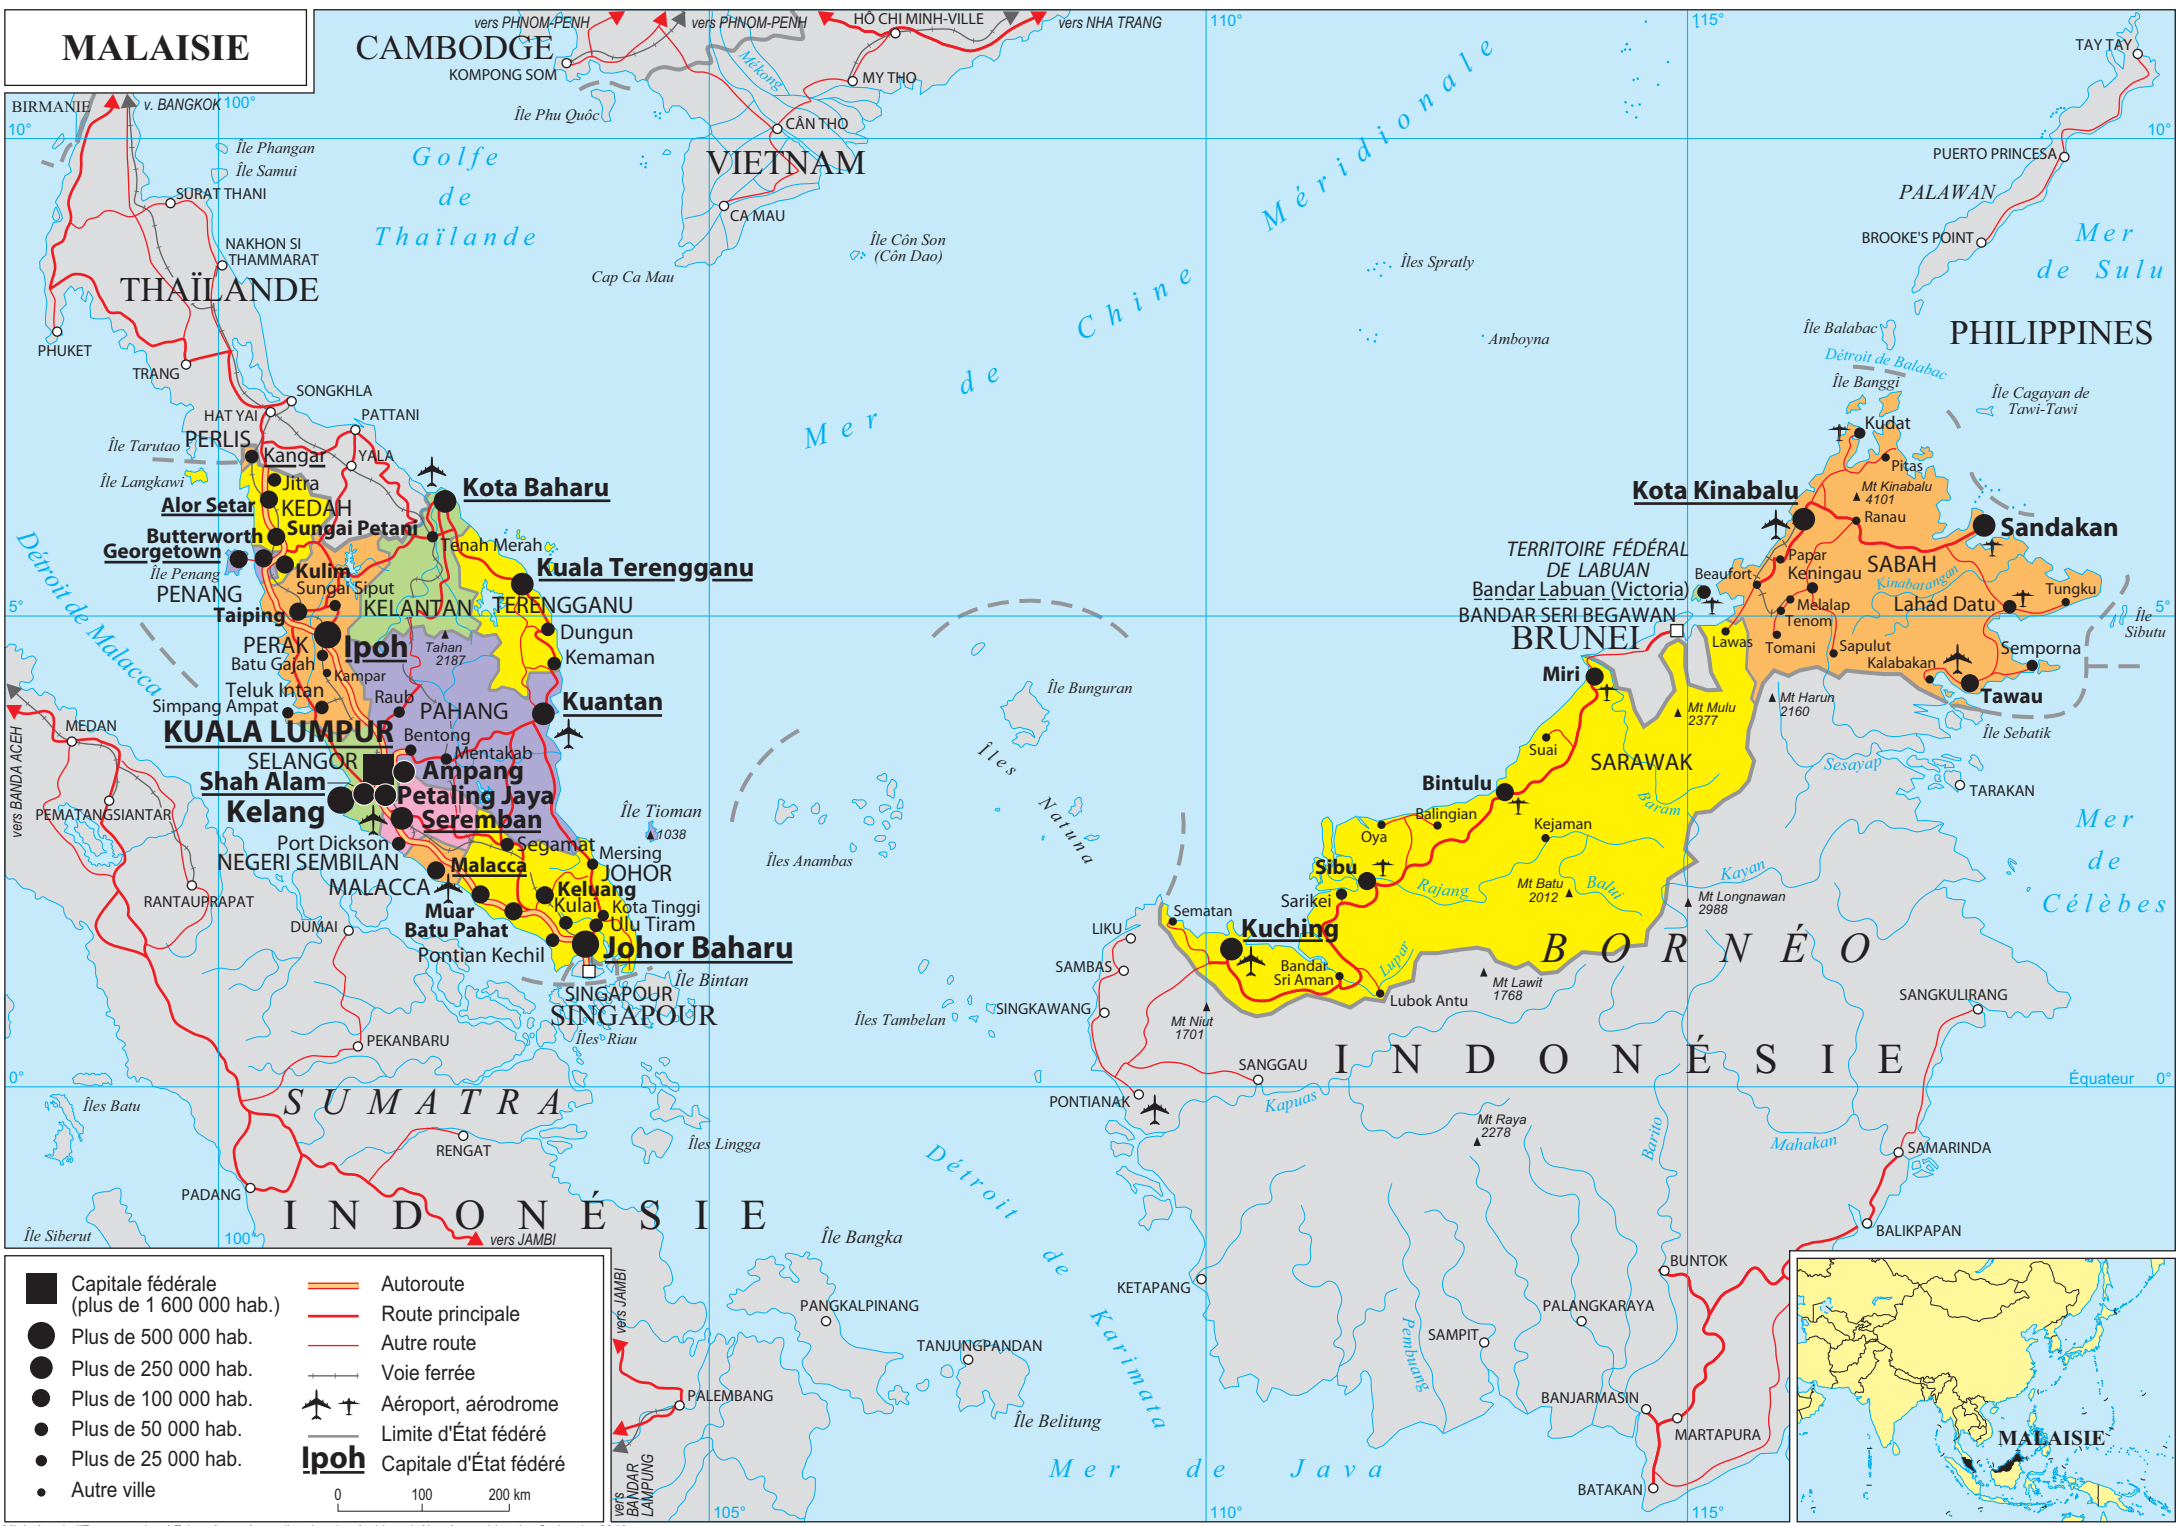 MALAISIE
vers PHNOM-PENH
vers PHNOM-PENH
HÔ CHI MINH-VILLE
vers NHA TRANG
110°
115°
CAMBODGE
KOMPONG SOM
Mékong
MY THO
TAY TAY
BIRMANIE
v. BANGKOK
100°
10°
Île Phu Quôc
CÂN THO
10°
Île Phangan
Île Samui
Golfe
de
Thaïlande
VIETNAM
PUERTO PRINCESA
PALAWAN
SURAT THANI
CA MAU
NAKHON SI
THAMMARAT
Île Côn Son
(Côn Dao)
Cap Ca Mau
BROOKE'S POINT
Mer
de Sulu
THAÏLANDE
Îles Spratly
Mer de Chine Méridionale
PHUKET
TRANG
Amboyna
Île Balabac
PHILIPPINES
Détroit de Balabac
Île Banggi
Île Cagayan de
Tawi-Tawi
SONGKHLA
HAT YAI
PATTANI
PERLIS
Île Tarutao
Kangar
YALA
Kudat
Pitas
Île Langkawi
Jitra
Alor Setar
KEDAH
Kota Baharu
Kota Kinabalu
Mt Kinabalu
4101
Ranau
Sandakan
Butterworth
Sungai Petani
Georgetown
Tenah Merah
Île Penang
Kulim
PENANG
Sungai Siput
Kuala Terengganu
Taiping
KELANTAN
TERENGGANU
TERRITOIRE FÉDÉRAL
DE LABUAN
Bandar Labuan (Victoria)
Beaufort
Papar
Keningau
SABAH
Kinabarangan
Tungku
Lahad Datu
5°
5°
BANDAR SERI BEGAWAN
BRUNEI
Melalap
Tenom
Île
Sibutu
Détroit de Malacca
PERAK
Ipoh
Batu Gajah
Tahan
2187
Dungun
Kemaman
Lawas
Tomani
Sapulut
Kalabakan
Semporna
Tawau
Kampar
Teluk Intan
Simpang Ampat
Raub
PAHANG
Kuantan
Miri
Mt Mulu
2377
Mt Harun
2160
Île Sebatik
Île Bunguran
vers BANDA ACEH
MEDAN
KUALA LUMPUR
Bentong
Mentakab
Suai
SARAWAK
Sesayap
TARAKAN
SELANGOR
Ampang
Shah Alam
Petaling Jaya
Kelang
Seremban
Îles Natuna
Bintulu
Baram
Balingian
Oya
Kejaman
PEMATANGSIANTAR
Île Tioman
1038
Îles Anambas
Port Dickson
Segamat
Mersing
NEGERI SEMBILAN
Malacca
JOHOR
MALACCA
Keluang
Sibu
Rajang
Mt Batu
2012
Balui
Kayan
Mt Longnawan
2988
Mer
de
Célèbes
RANTAUPRAPAT
Sarikei
Kulai
Kota Tinggi
Muar
Batu Pahat
Ulu Tiram
Sematan
Kuching
DUMAI
LIKU
Pontian Kechil
Johor Baharu
BORNÉO
SAMBAS
Bandar
Sri Aman
Lupar
Mt Lawit
1768
Île Bintan
SINGAPOUR
SINGAPOUR
Lubok Antu
SANGKULIRANG
SINGKAWANG
Îles Tambelan
Mt Niut
1701
Îles Riau
PEKANBARU
INDONÉSIE
SANGGAU
0°
Équateur
0°
Îles Batu
SUMATRA
PONTIANAK
Kapuas
Mt Raya
2278
Barito
Mahakan
SAMARINDA
RENGAT
Îles Lingga
Détroit de Karimata
PADANG
INDONÉSIE
Île Siberut
100°
vers JAMBI
Île Bangka
BALIKPAPAN
BUNTOK
KETAPANG
Capitale fédérale
(plus de 1 600 000 hab.)
Plus de 500 000 hab.
Plus de 250 000 hab.
Plus de 100 000 hab.
Plus de 50 000 hab.
Plus de 25 000 hab.
Autre ville
Autoroute
Route principale
Autre route
Voie ferrée
Aéroport, aérodrome
Limite d'État fédéré
Ipoh
Capitale d'État fédéré
0
100
200 km
vers JAMBI
PANGKALPINANG
TANJUNGPANDAN
PALANGKARAYA
SAMPIT
Pembuang
PALEMBANG
Île Belitung
BANJARMASIN
MARTAPURA
vers
BANDAR
LAMPUNG
Mer de Java
BATAKAN
105°
110°
115°
MALAISIE